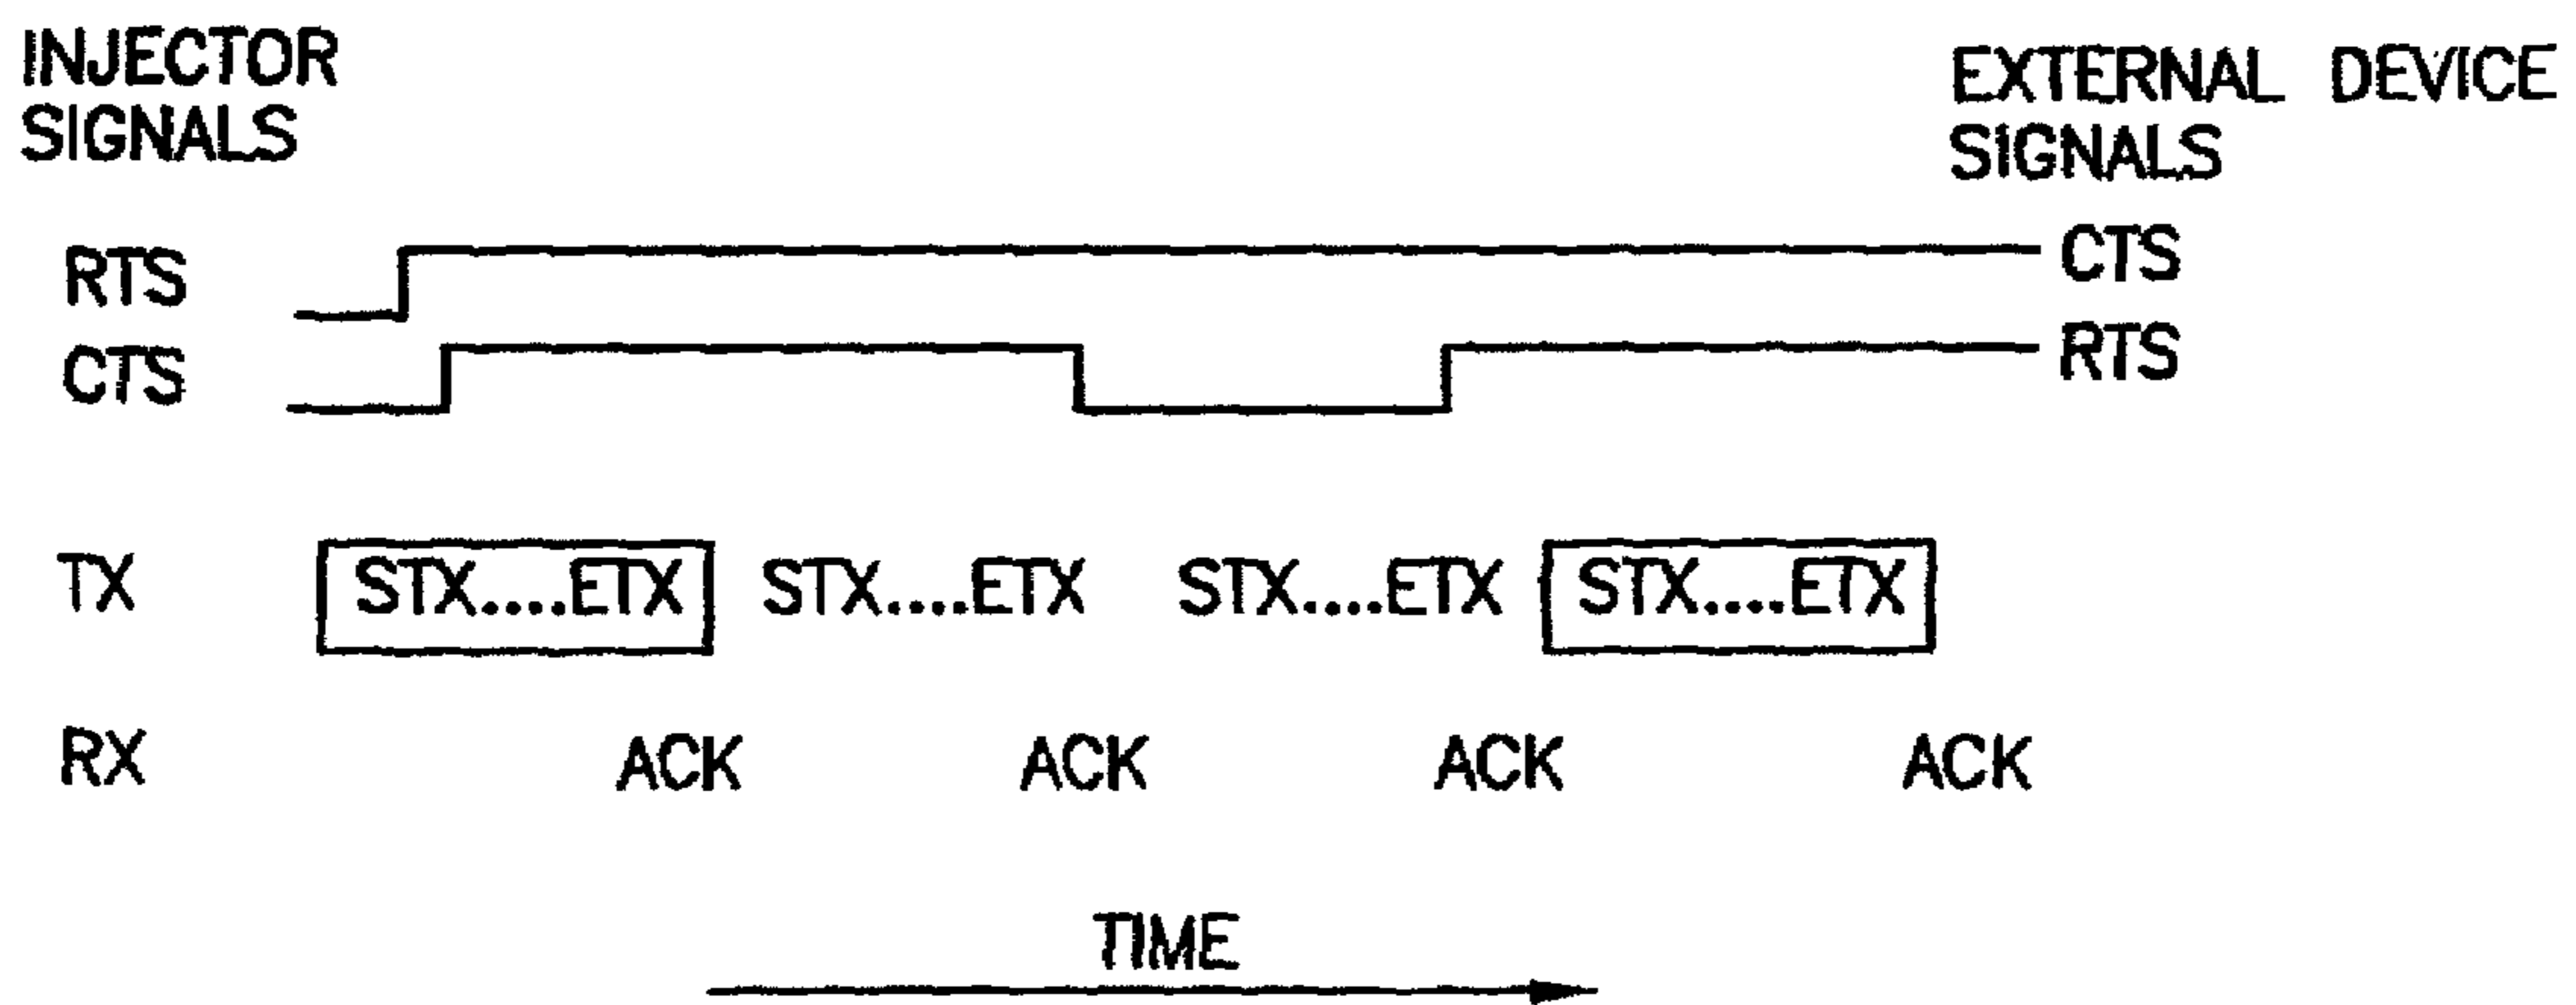 INJECTOR
SIGNALS
EXTERNAL DEVICE
SIGNALS
RTS
CTS
CTS
RTS
TX
STX....ETX
STX....ETX
STX....ETX
STX....ETX
RX
ACK
ACK
ACK
ACK
TIME